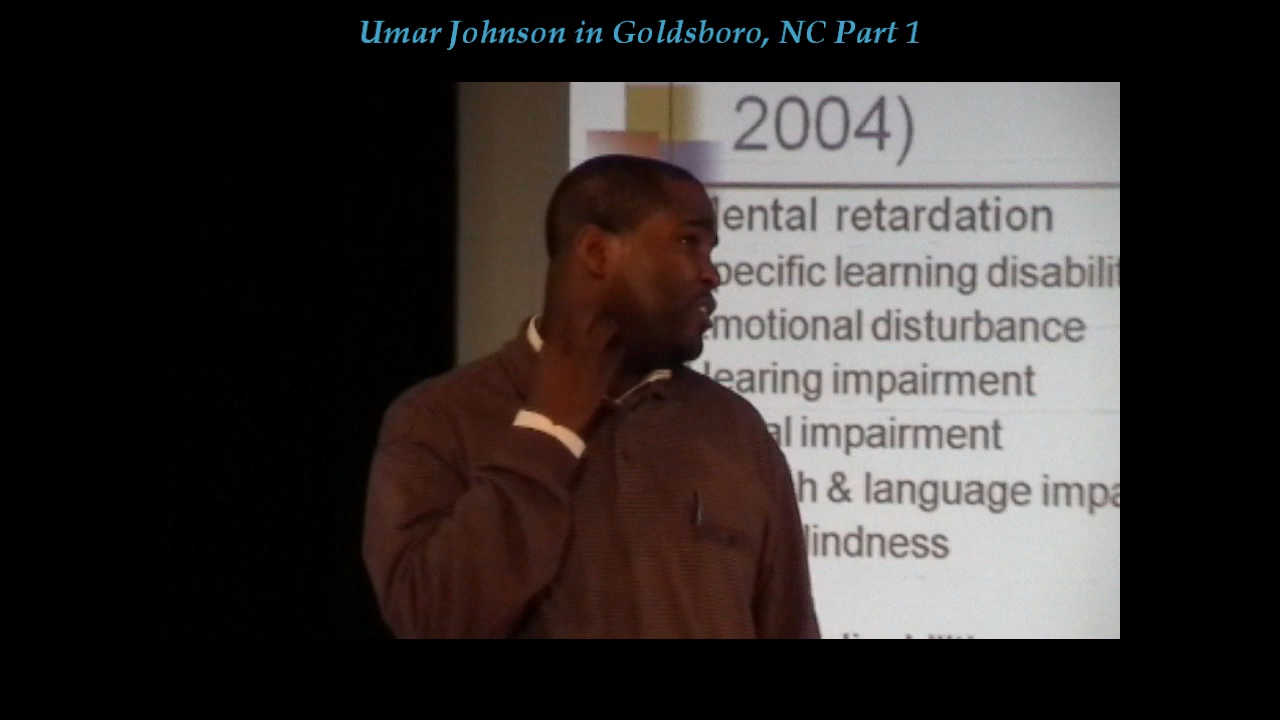 Umar Johnson in Goldsboro, NC Part 1
2004)
ental retardation
pecific learning disabilit
motional disturbance
earing impairment
al impairment
h & language impa
lindness